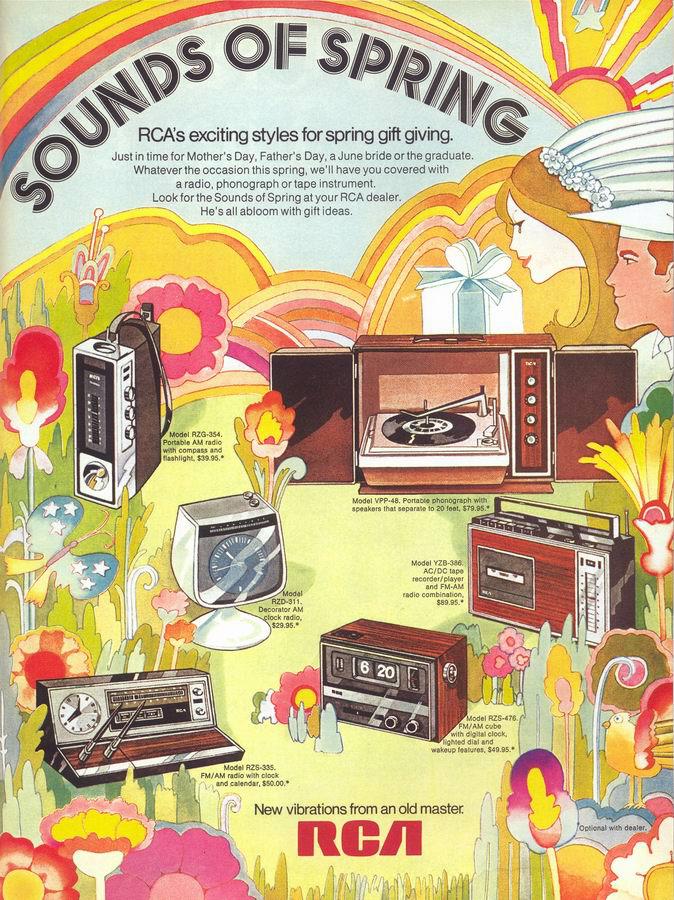 SOUNDS OF SPRING
RCA's exciting styles for spring gift giving.
Just in time for Mother's Day, Father's Day, a June bride or the graduate.
Whatever the occasion this spring, we'll have you covered with
a radio, phonograph or tape instrument.
Look for the Sounds of Spring at your RCA dealer.
He's all abloom with gift ideas.
Model RZG-354.
Portable AM radio
with compass and
flashlight, $39.95.*
Model VPP-48. Portable phonograph with
speakers that separate to 20 feet, $79.95.*
Model YZB-386.
AC/DC tape
recorder/player
and FM-AM
radio combination,
$89.95.*
Model
RZD-311.
Decorator AM
clock radio,
$29.95.*
6 20
Model RZS-476.
FM/AM cube
with digital clock,
lighted dial and
wakeup features, $49.95.*
RCA
Model RZS-335.
FM/AM radio with clock
and calendar, $50.00.*
New vibrations from an old master.
RCA
*Optional with dealer.